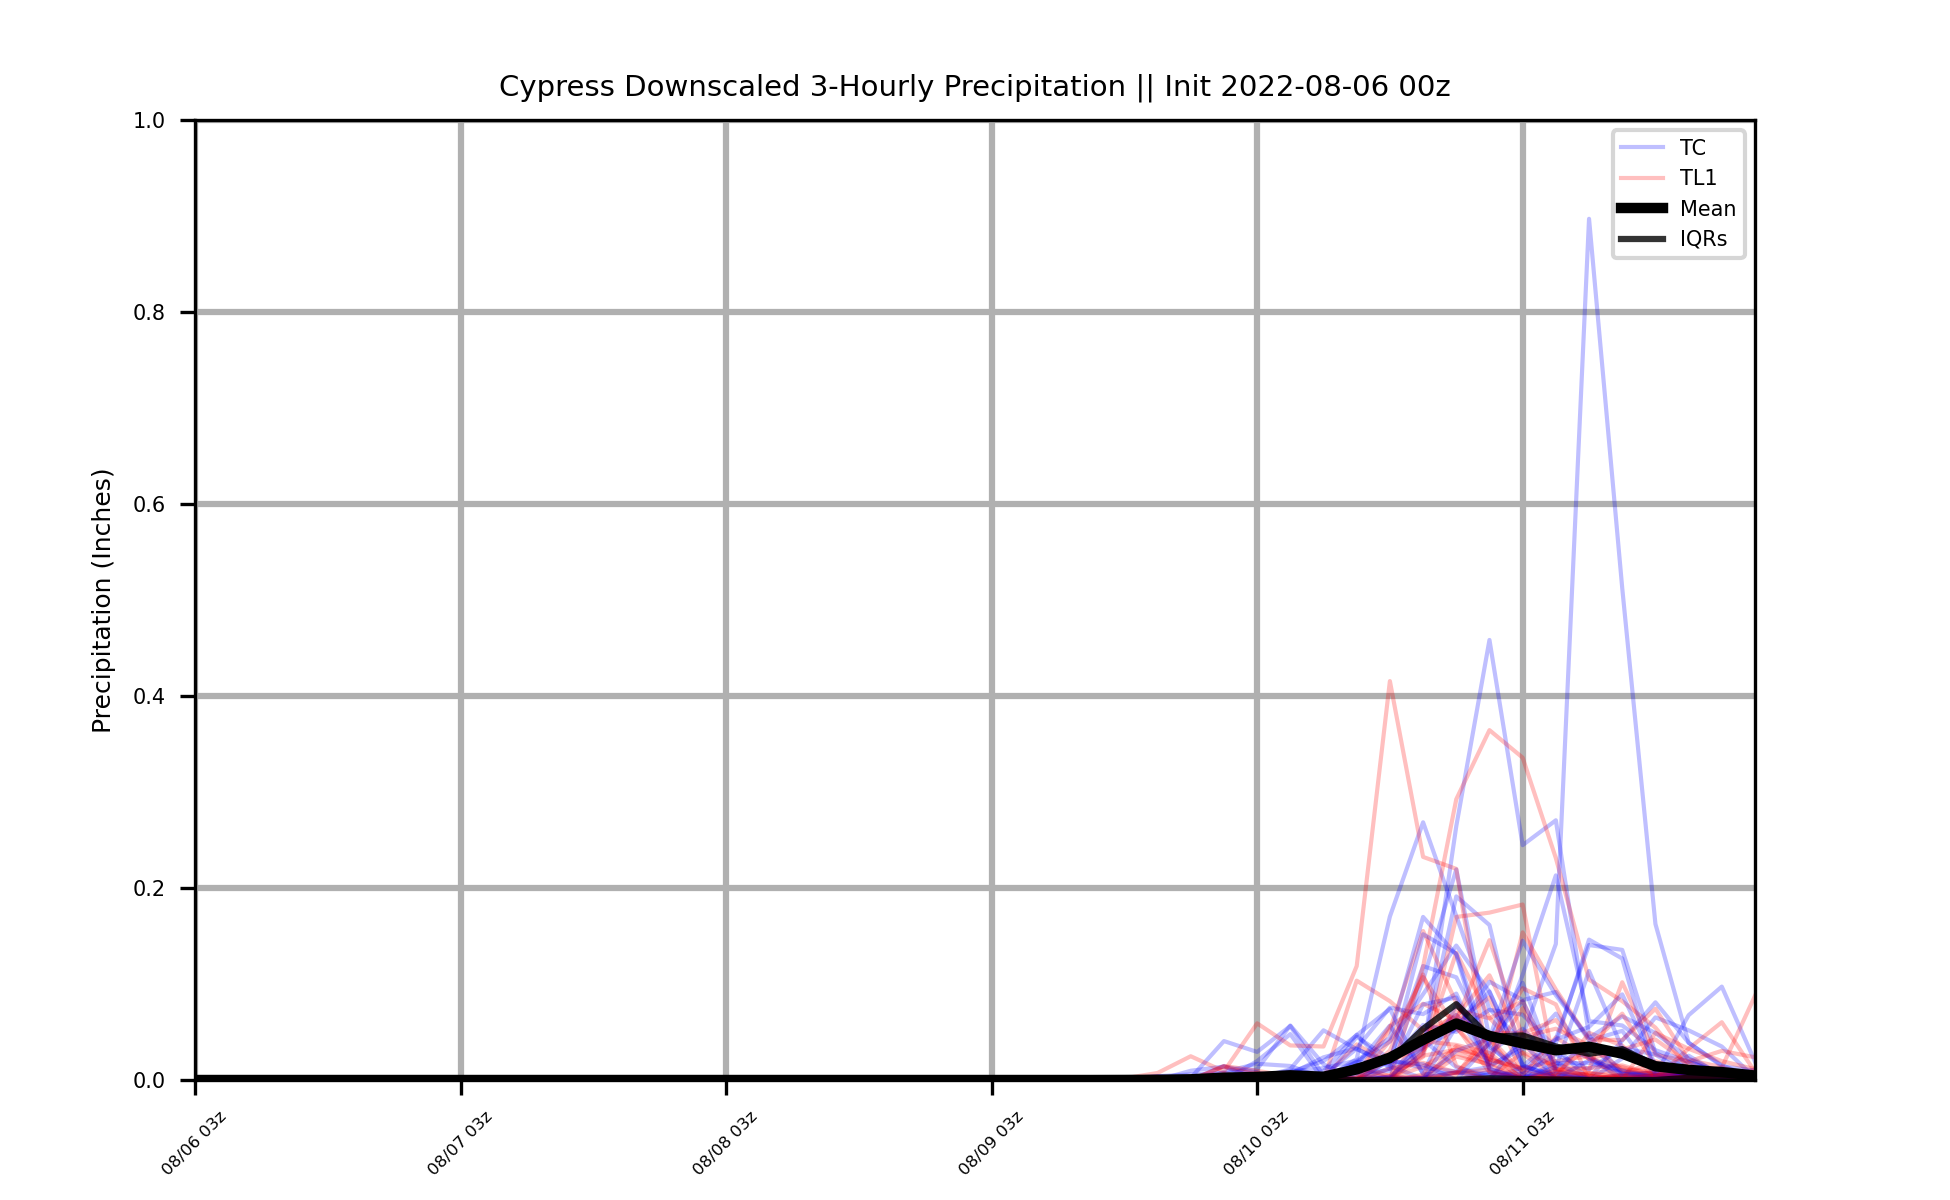 Cypress Downscaled 3-Hourly Precipitation || Init 2022-08-06 00z
TC
TL1
Mean
IQRs
Precipitation (Inches)
1.0
0.8
0.6
0.4
0.2
0.0
08/06 03z
08/07 03z
08/08 03z
08/09 03z
08/10 03z
08/11 03z